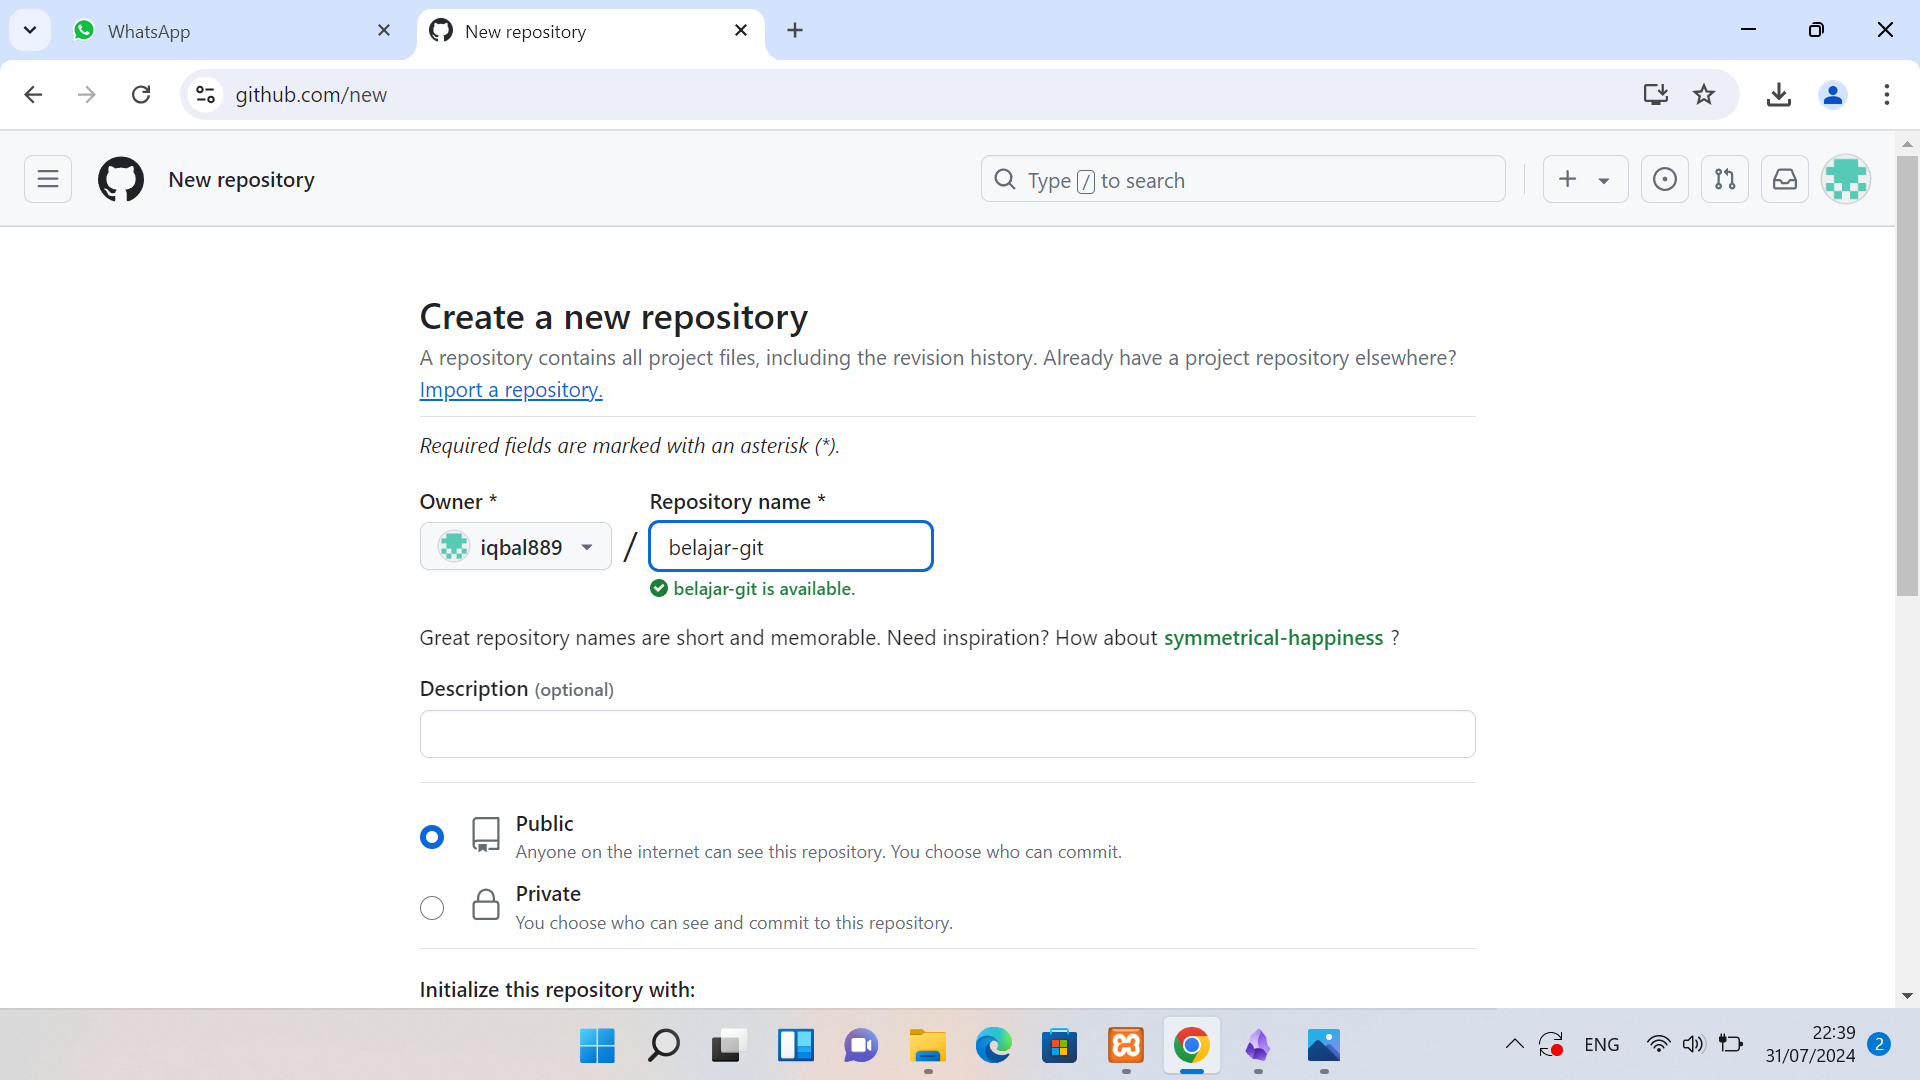 WhatsApp
New repository
github.com/new
New repository
Type / to search
Create a new repository
A repository contains all project files, including the revision history. Already have a project repository elsewhere?
Import a repository.
Required fields are marked with an asterisk (*).
Owner *
Repository name *
iqbal889
/
belajar-git
belajar-git is available.
Great repository names are short and memorable. Need inspiration? How about symmetrical-happiness ?
Description (optional)
Public
Anyone on the internet can see this repository. You choose who can commit.
Private
You choose who can see and commit to this repository.
Initialize this repository with:
ENG
22:39
31/07/2024
2